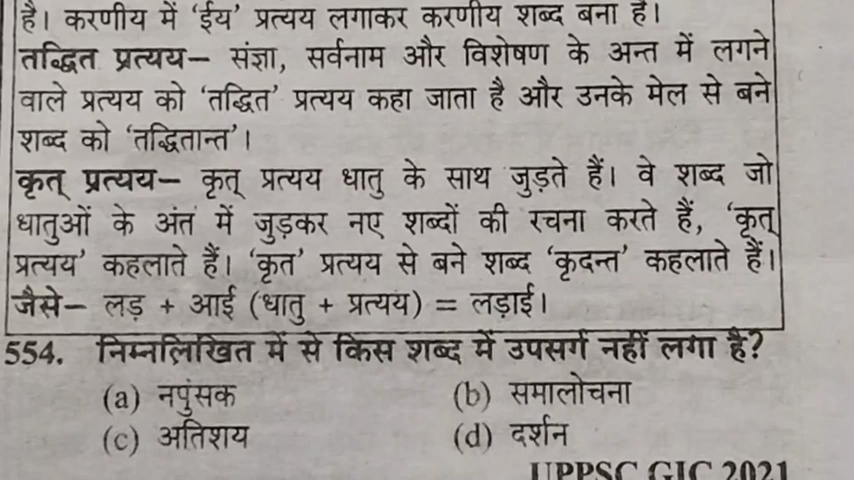 है। करणीय में 'ईय' प्रत्यय लगाकर करणीय शब्द बना है।
तद्धित प्रत्यय– संज्ञा, सर्वनाम और विशेषण के अन्त में लगने
वाले प्रत्यय को 'तद्धित' प्रत्यय कहा जाता है और उनके मेल से बने
शब्द को 'तद्धितान्त'।
कृत् प्रत्यय– कृत् प्रत्यय धातु के साथ जुड़ते हैं। वे शब्द जो
धातुओं के अंत में जुड़कर नए शब्दों की रचना करते हैं, 'कृत्
प्रत्यय' कहलाते हैं। 'कृत' प्रत्यय से बने शब्द 'कृदन्त' कहलाते हैं।
जैसे– लड़ + आई (धातु + प्रत्यय) = लड़ाई।
554. निम्नलिखित में से किस शब्द में उपसर्ग नहीं लगा है?
(a) नपुंसक (b) समालोचना
(c) अतिशय (d) दर्शन
UPPSC GIC 2021